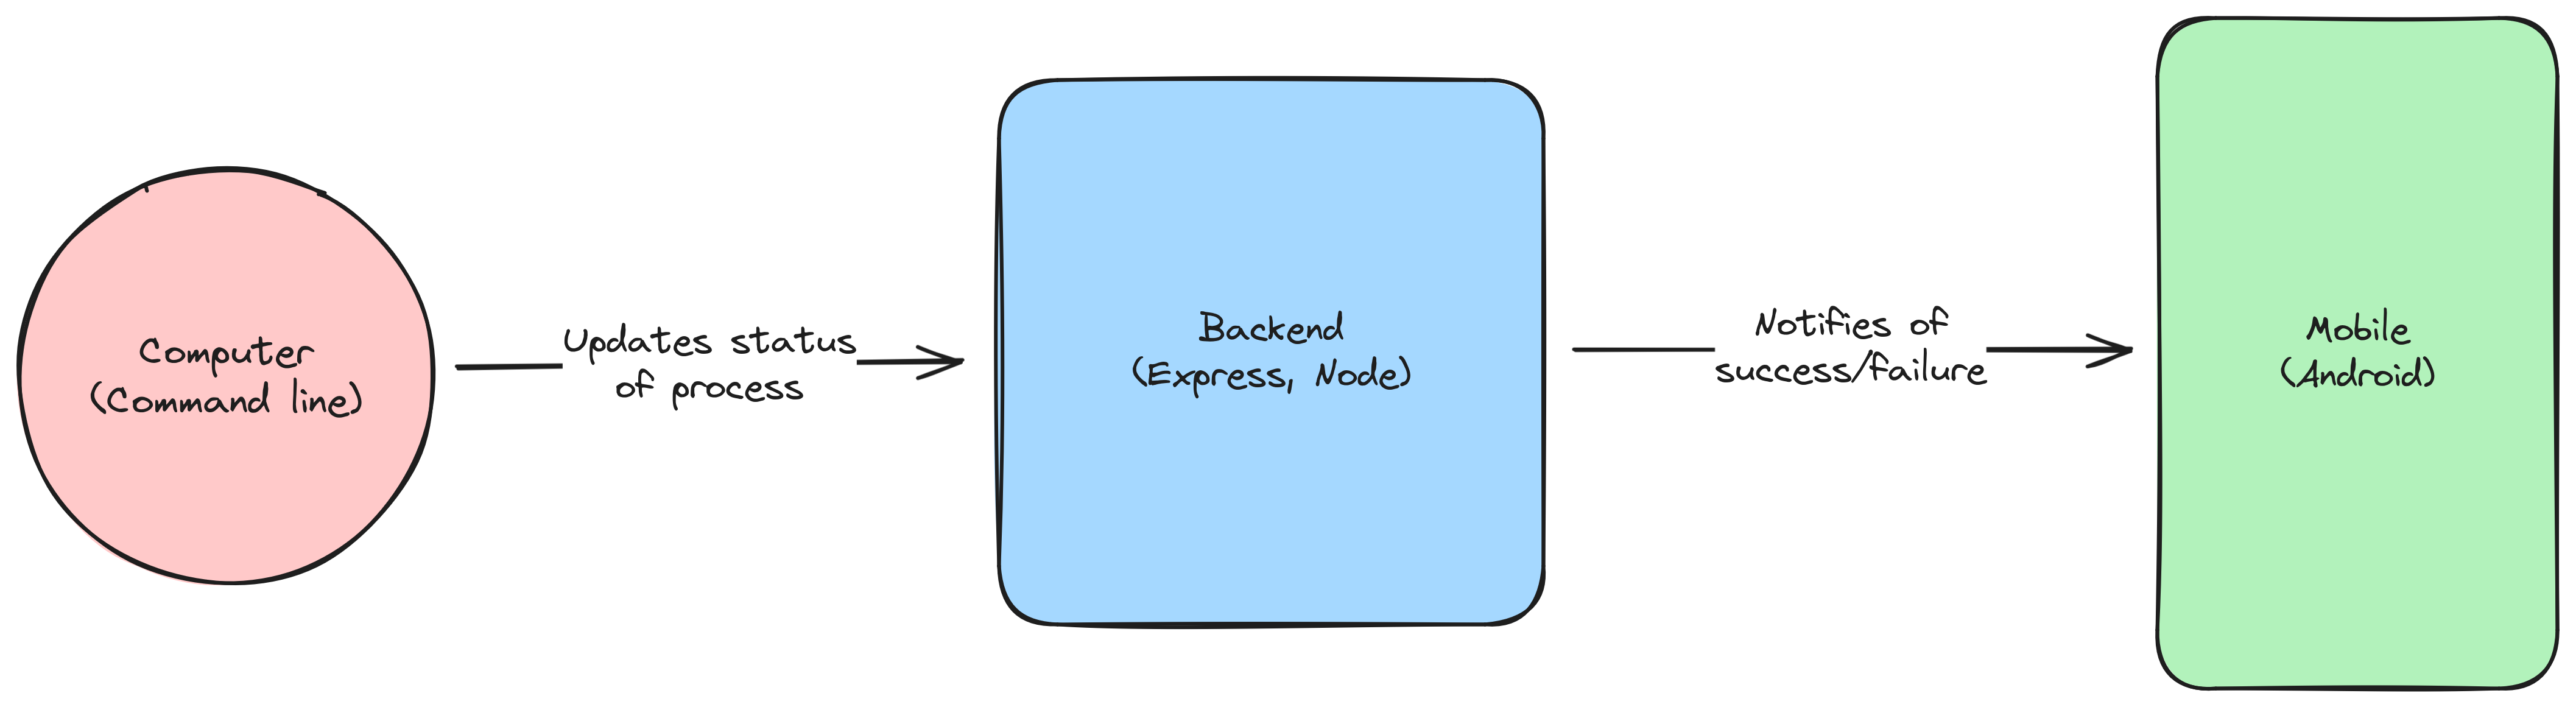 Computer
(Command line)
Updates status
of process
Backend
(Express, Node)
Notifies of
success/failure
Mobile
(Android)